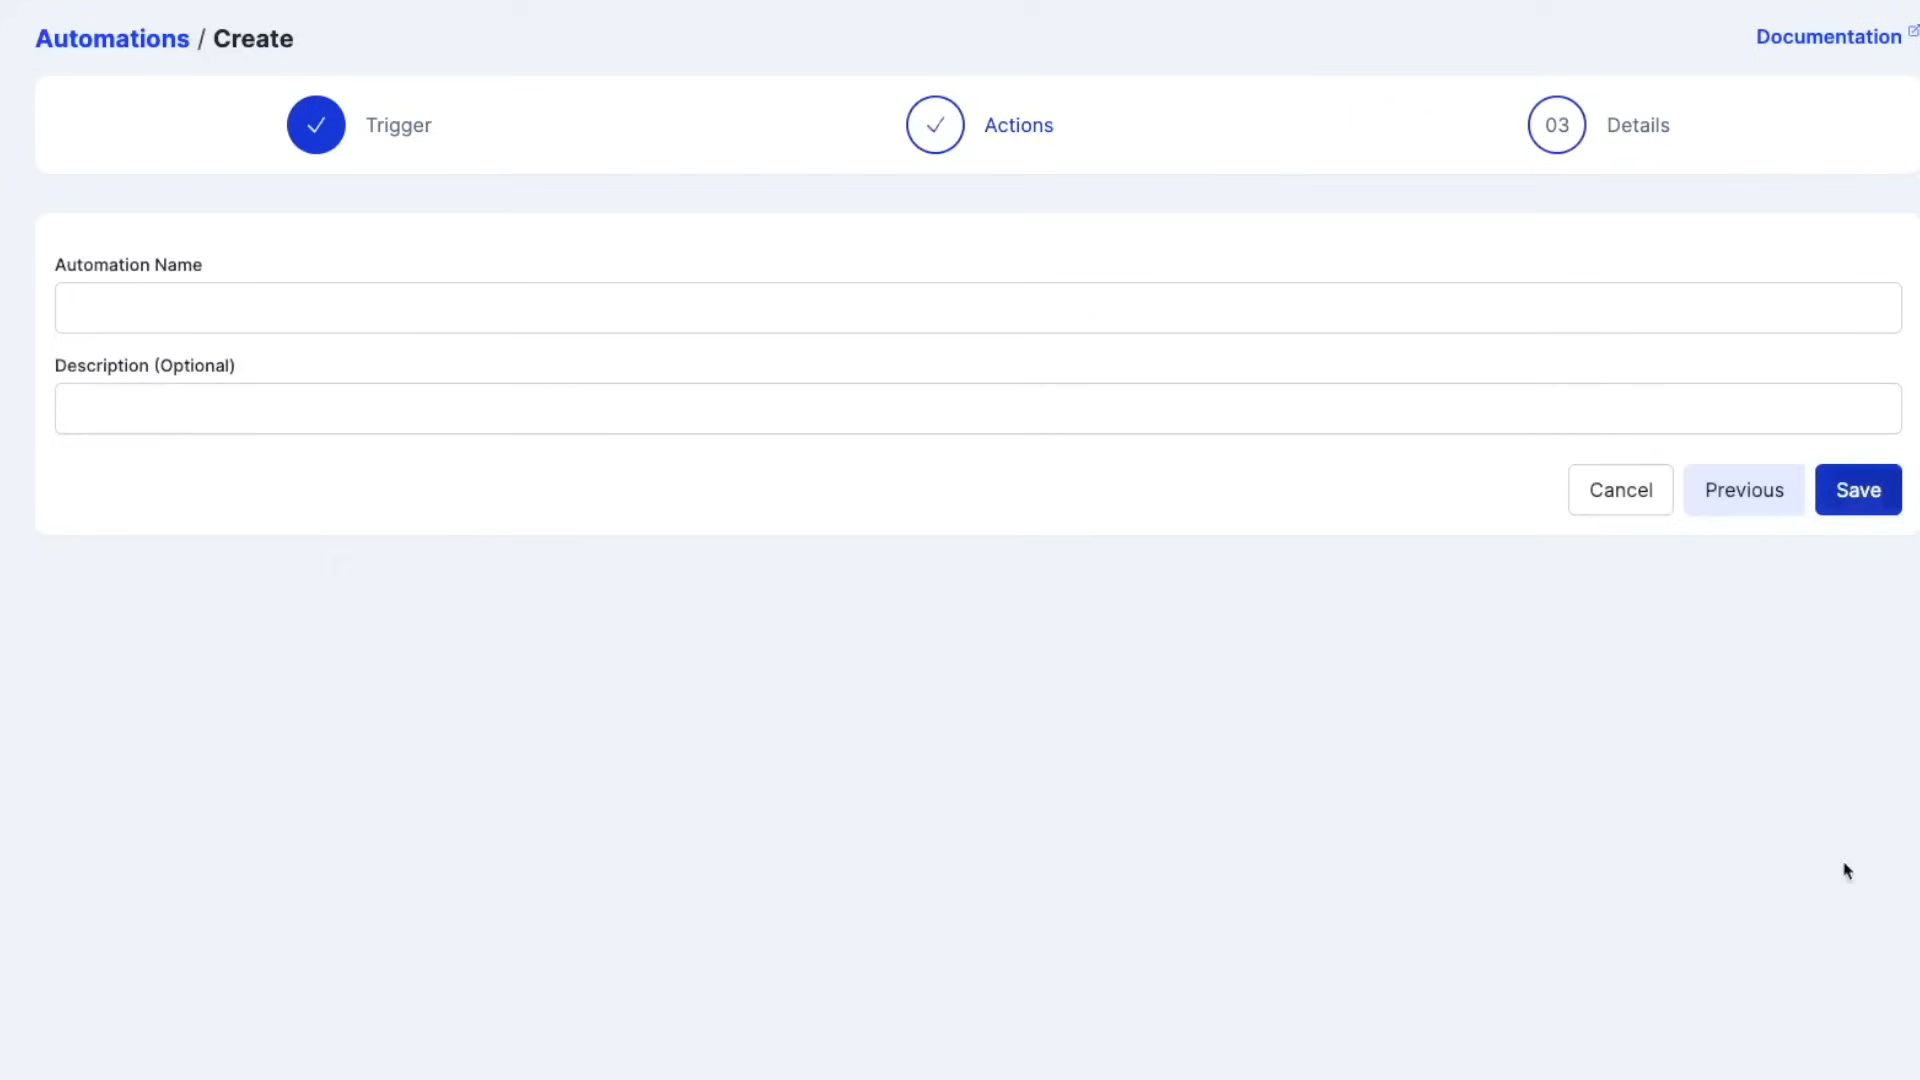 Automations / Create
Documentation
Trigger
Actions
03 Details
Automation Name
Description (Optional)
Cancel
Previous
Save